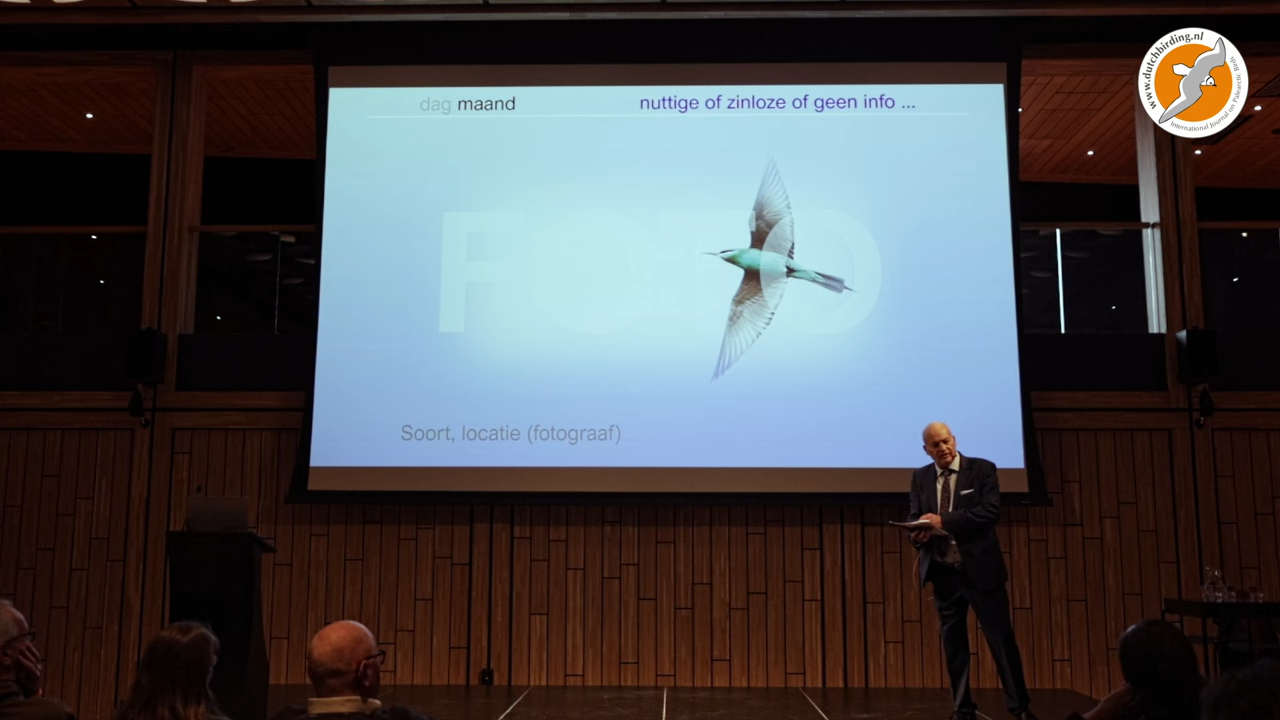 dag maand
nuttige of zinloze of geen info ...
FOTO
Soort, locatie (fotograaf)
www.dutchbirding.nl
International Journal on Palearctic Birds